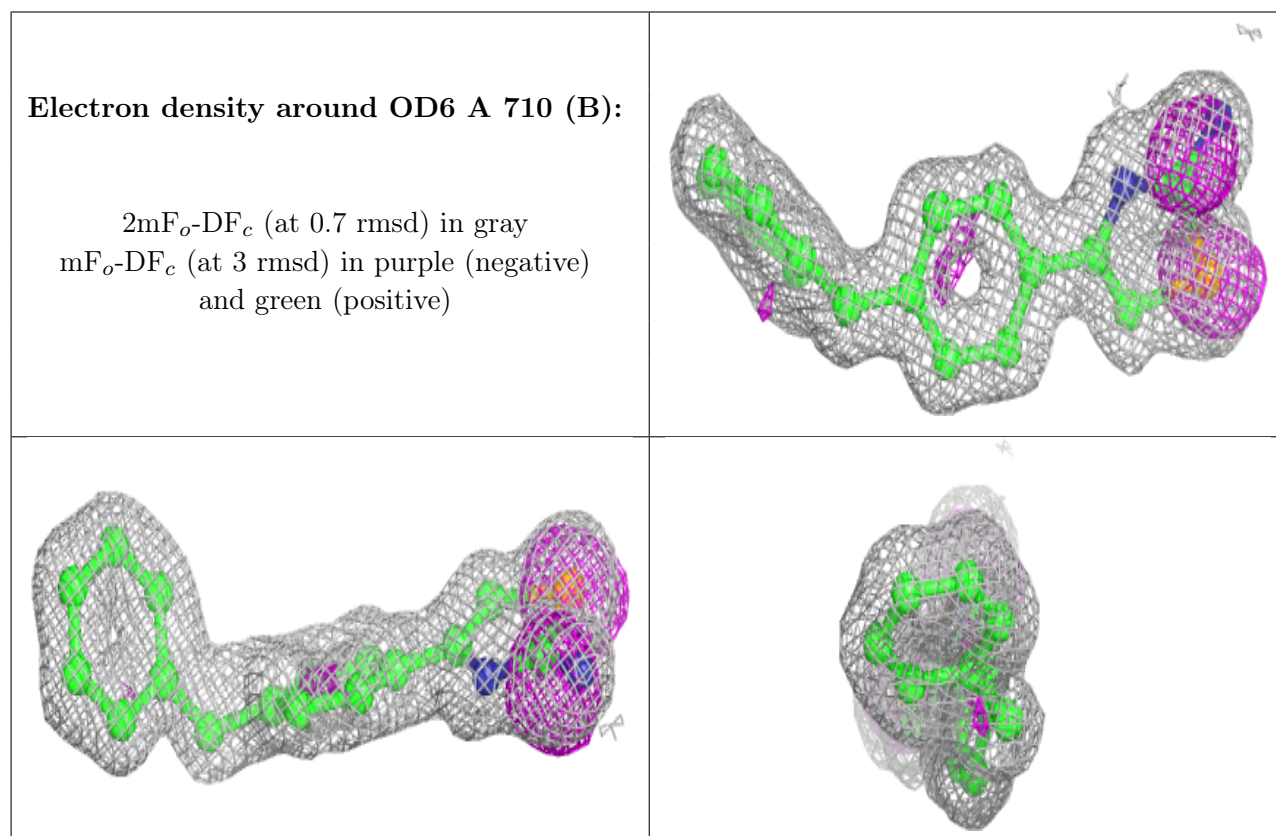 Electron density around OD6 A 710 (B):
2mFₒ-DF𝒸 (at 0.7 rmsd) in gray
mFₒ-DF𝒸 (at 3 rmsd) in purple (negative)
and green (positive)